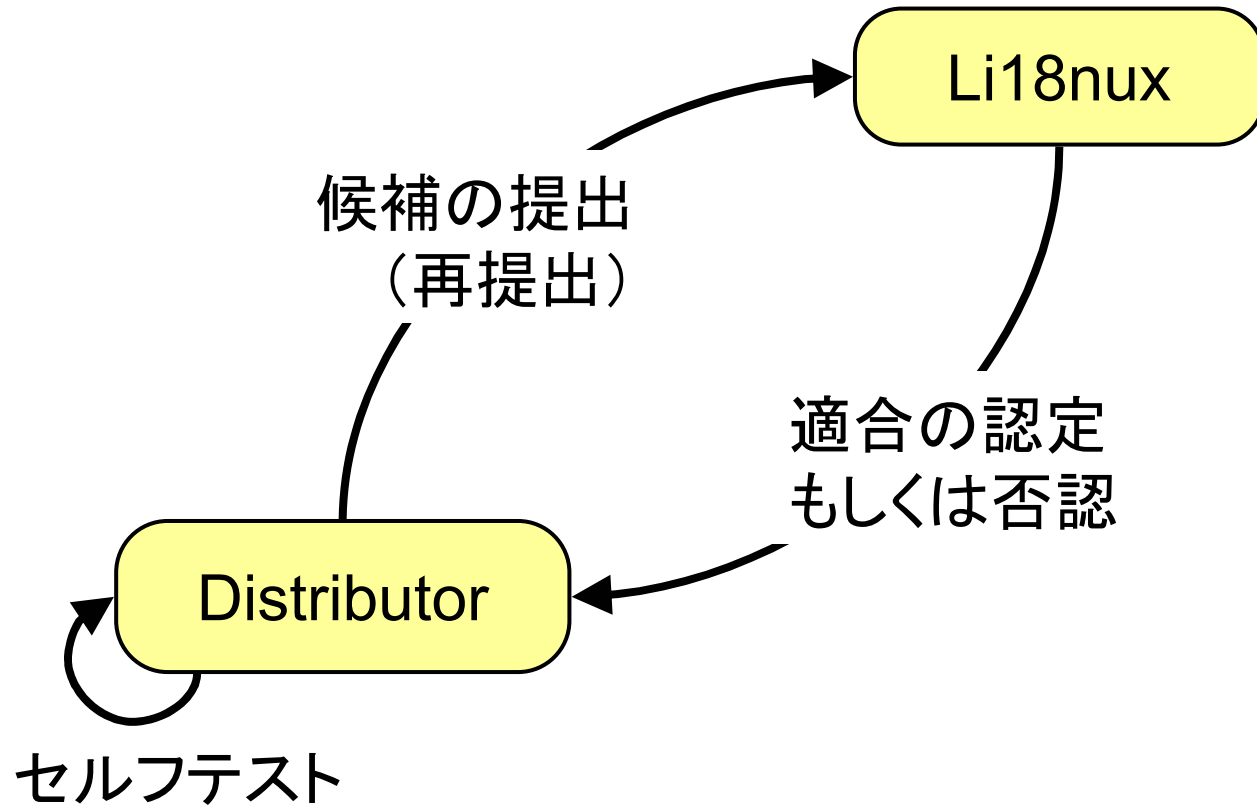 Li18nux
候補の提出
（再提出）
適合の認定
もしくは否認
Distributor
セルフテスト